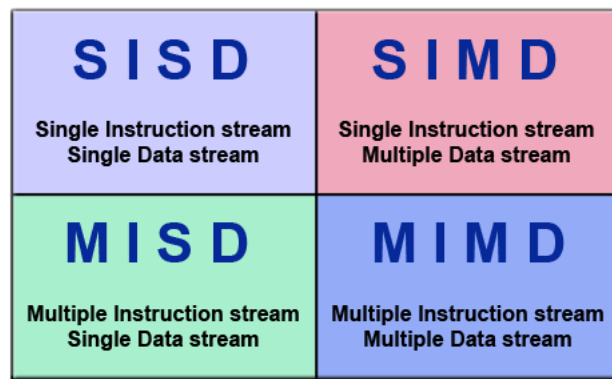 S I S D
Single Instruction stream
Single Data stream
S I M D
Single Instruction stream
Multiple Data stream
M I S D
Multiple Instruction stream
Single Data stream
M I M D
Multiple Instruction stream
Multiple Data stream